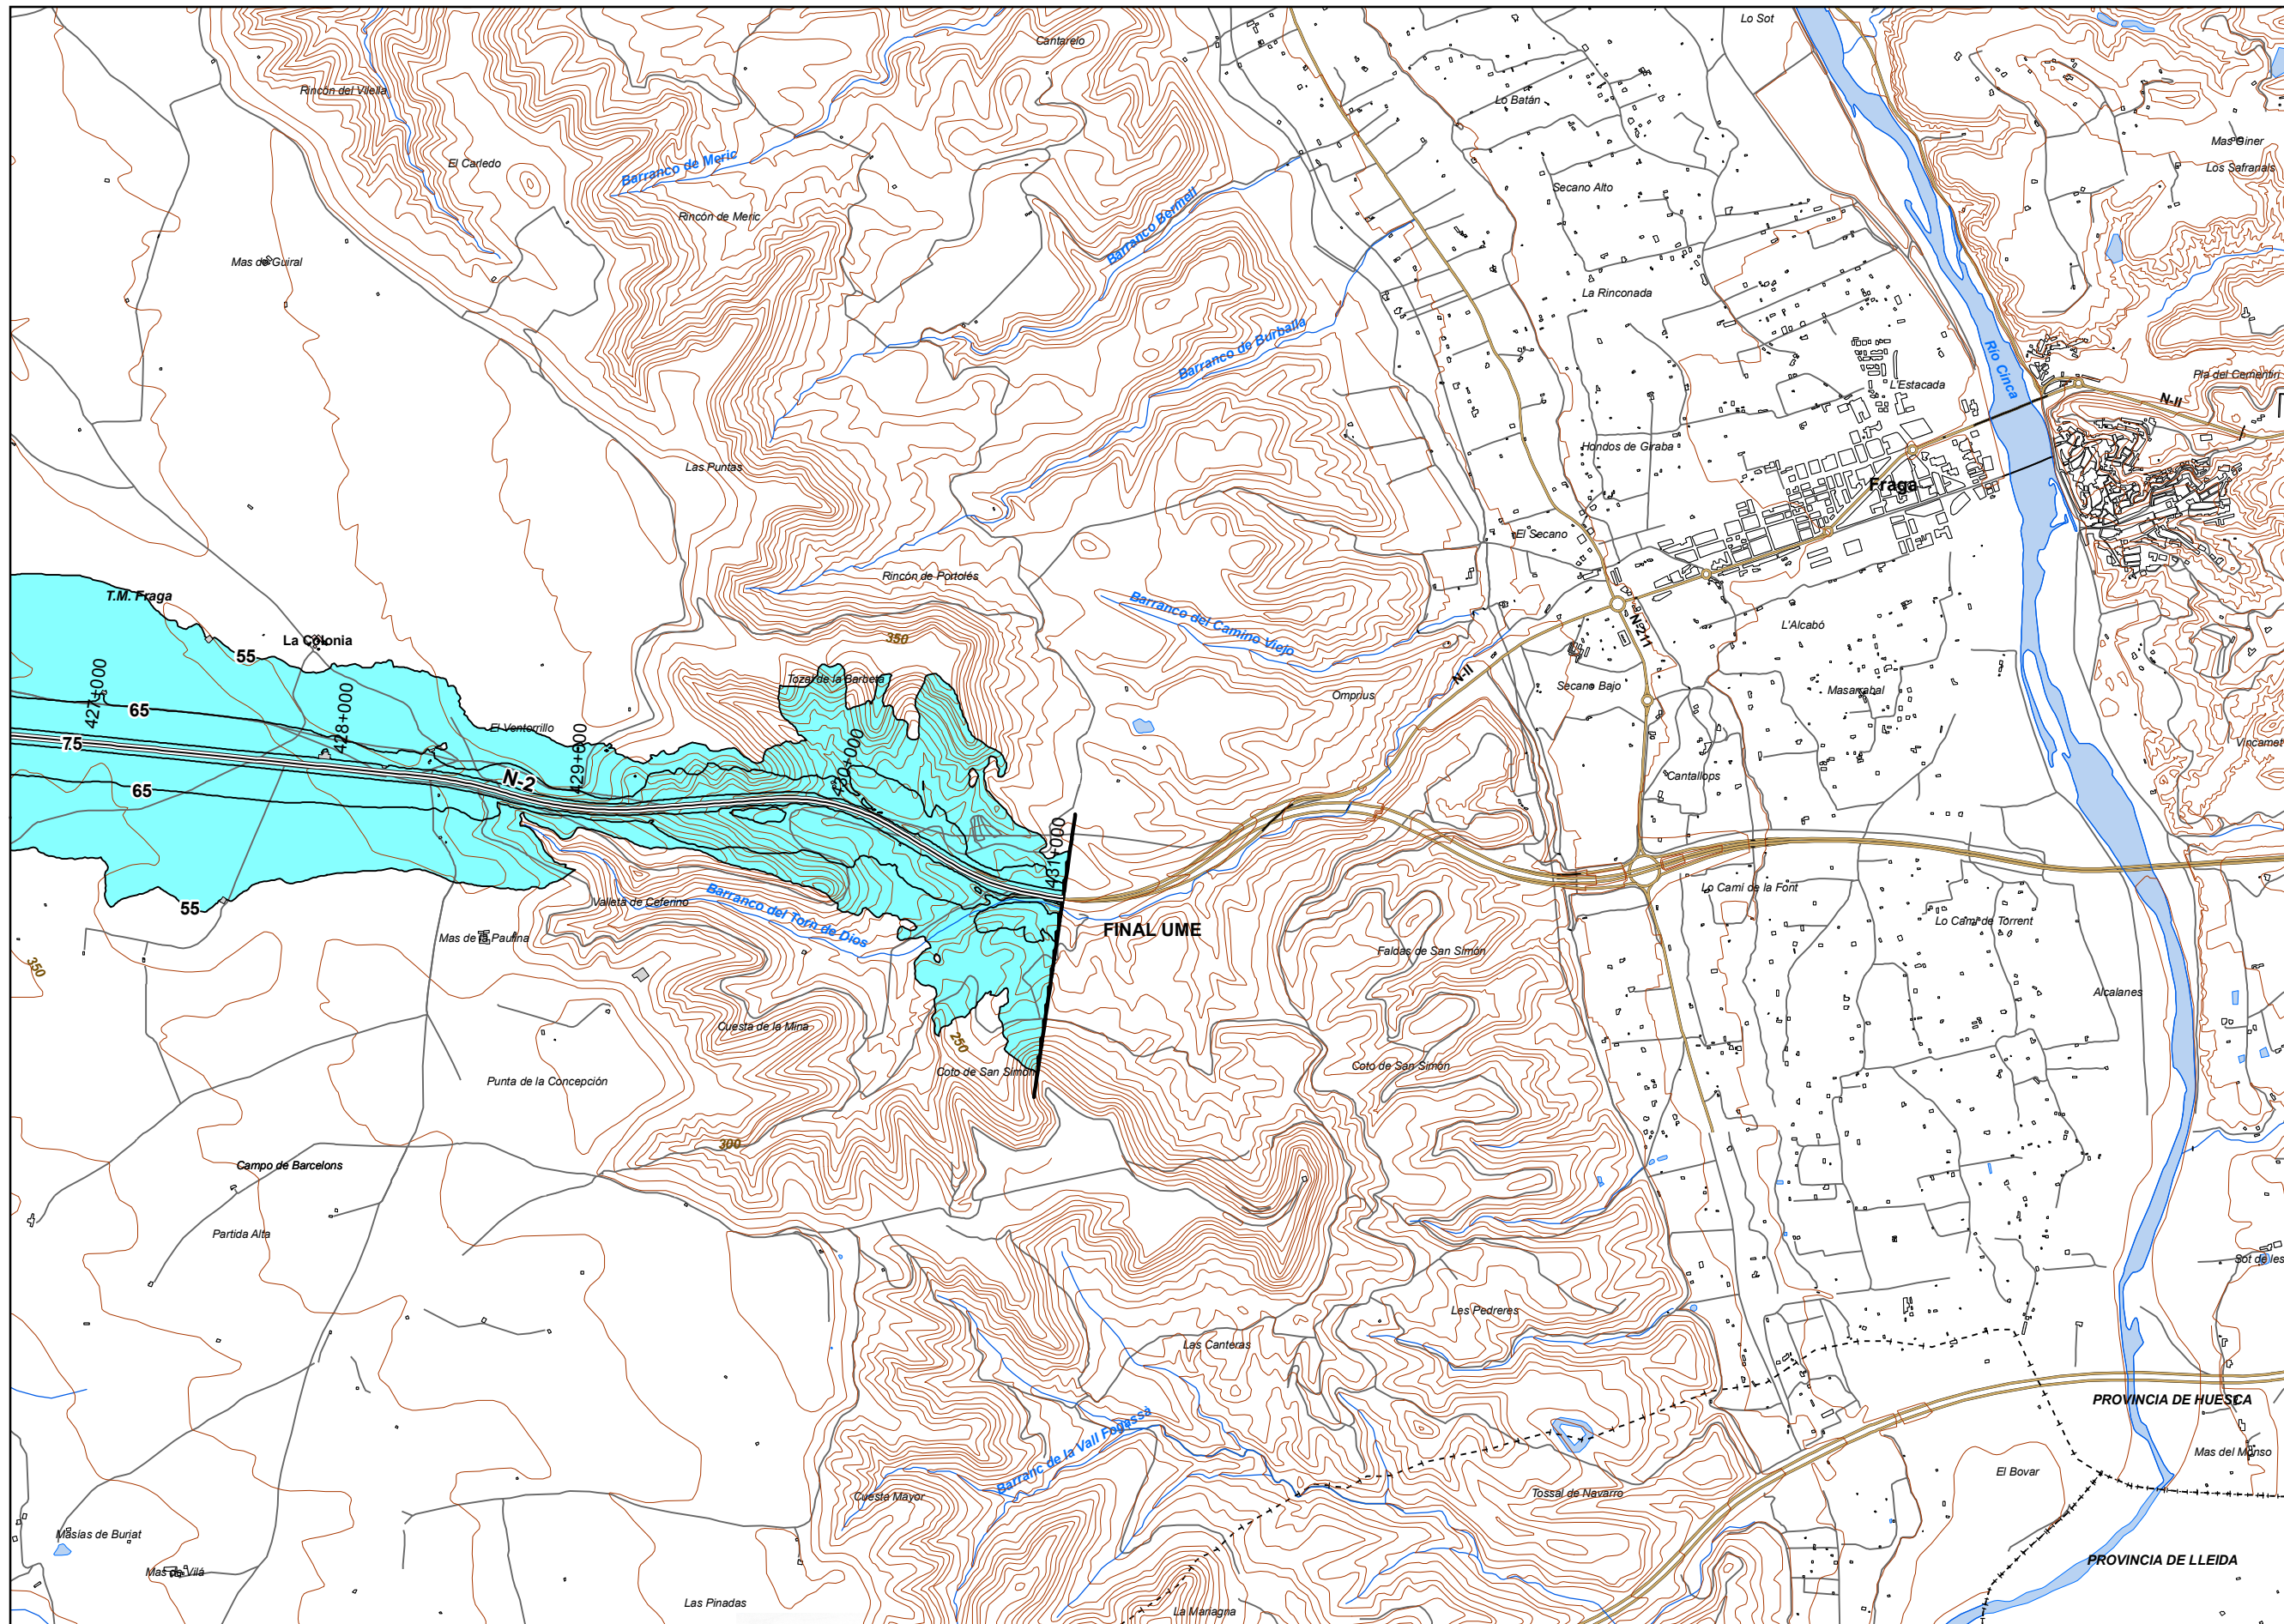 Lo Sot
Cantarelo
Rincón del Vilella
Lo Batán
Mas Giner
El Carledo
Barranco de Meric
Los Safranals
Secano Alto
Rincón de Meric
Barranco Bermell
Mas de Guiral
La Rinconada
Barranco de Burballa
Río Cinca
Pla del Cementiri
L'Estacada
N-II
Hondos de Giraba
Las Puntas
Fraga
El Secano
Rincón de Portolés
T.M. Fraga
Barranco del Camino Viejo
L'Alcabó
N-211
La Colonia
350
55
N-II
Tozal de la Barbeta
Secano Bajo
Masarrabal
Omprius
427+000
65
428+000
El Ventorrillo
75
429+000
430+000
Vincamet
N-2
Cantallops
65
431+000
Lo Camí de la Font
Valleta de Ceferino
55
Barranco del Torín de Dios
Lo Camí de Torrent
FINAL UME
Mas de la Paulina
Faldas de San Simón
350
Alcalanes
Cuesta de la Mina
250
Coto de San Simón
Coto de San Simón
Punta de la Concepción
300
Campo de Barcelons
Partida Alta
Sot de les
Les Pedreres
Las Canteras
PROVINCIA DE HUESCA
Barranc de la Vall Fogassa
Mas del Monso
El Bovar
Cuesta Mayor
Tossal de Navarro
Masías de Buriat
PROVINCIA DE LLEIDA
Mas de Vilá
Las Pinadas
La Mariagna